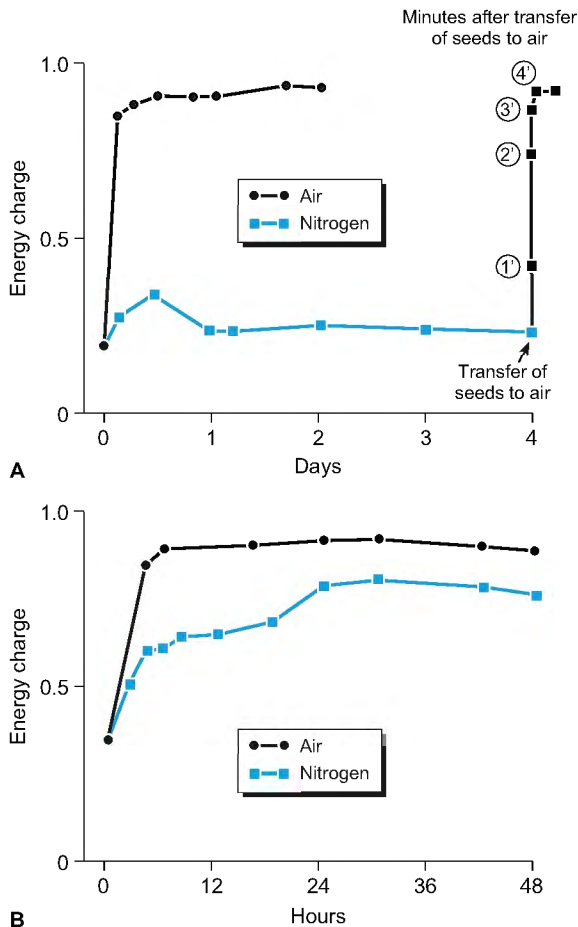 Minutes after transfer
of seeds to air
1.0
4'
3'
2'
Air
Nitrogen
0.5
1'
Energy charge
Transfer of
seeds to air
0
0 1 2 3 4
Days
A
1.0
0.5
Energy charge
Air
Nitrogen
0
0 12 24 36 48
Hours
B